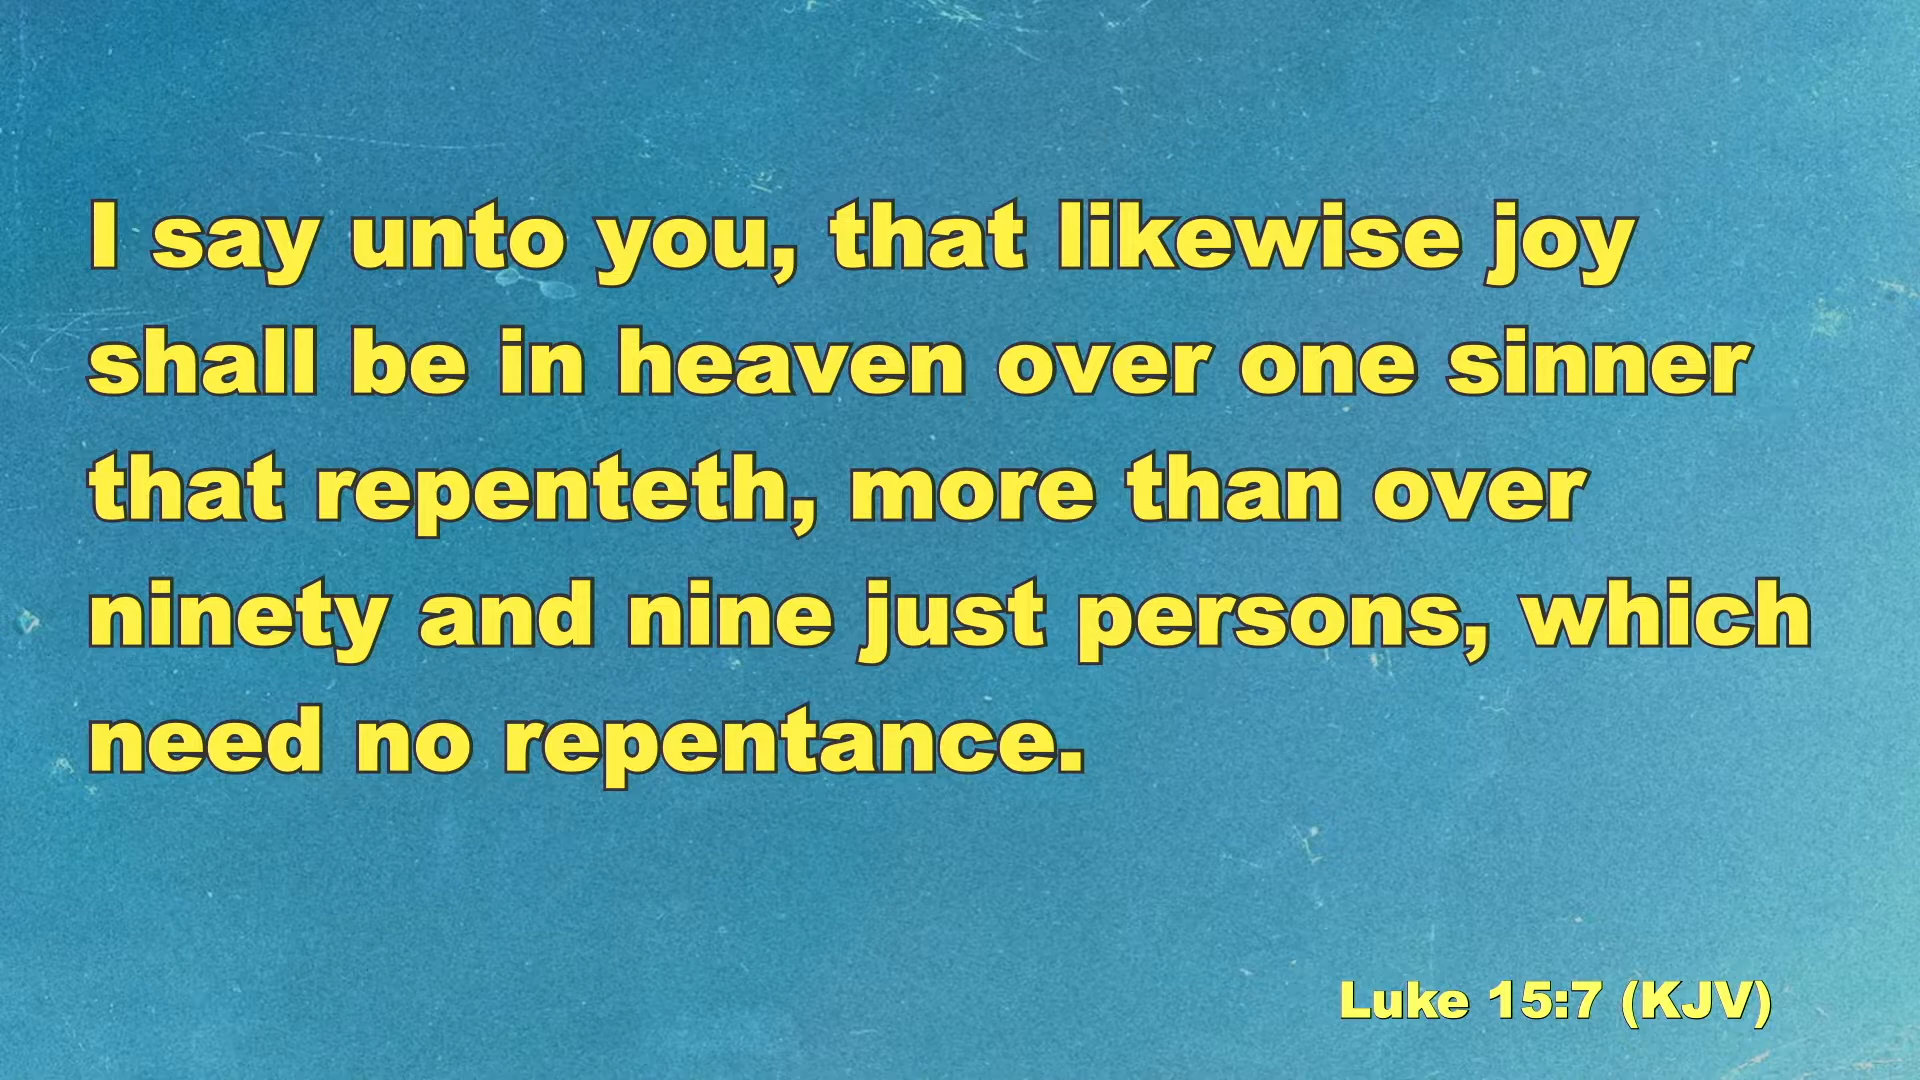 I say unto you, that likewise joy
shall be in heaven over one sinner
that repenteth, more than over
ninety and nine just persons, which
need no repentance.
Luke 15:7 (KJV)